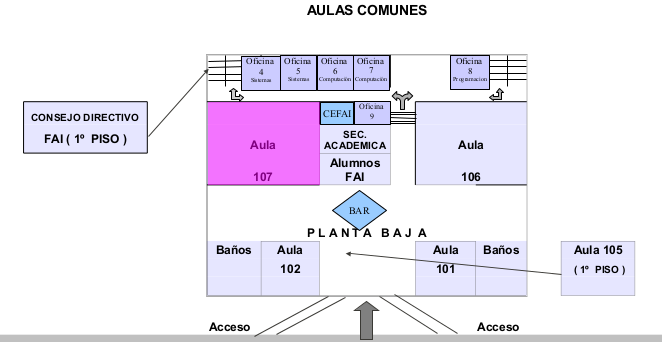 AULAS COMUNES
Oficina
4
Sistemas
Oficina
5
Sistemas
Oficina
6
Computación
Oficina
7
Computación
Oficina
8
Programacion
CONSEJO DIRECTIVO
FAI ( 1º PISO )
CEFAI
Oficina
9
Aula
107
SEC.
ACADEMICA
Alumnos
FAI
Aula
106
BAR
PLANTA BAJA
Baños
Aula
102
Aula
101
Baños
Aula 105
( 1º PISO )
Acceso
Acceso